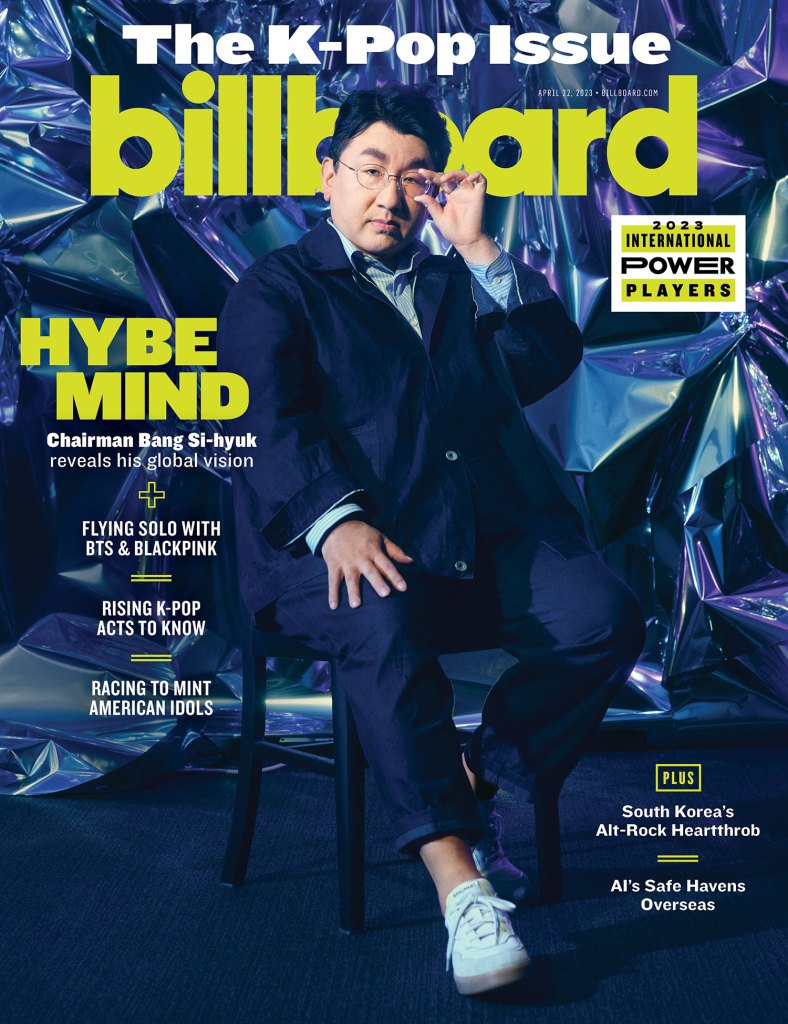 The K-Pop Issue
billboard
APRIL 22, 2023 • BILLBOARD.COM
2023
INTERNATIONAL
POWER
PLAYERS
HYBE
MIND
Chairman Bang Si-hyuk
reveals his global vision
+
FLYING SOLO WITH
BTS & BLACKPINK
RISING K-POP
ACTS TO KNOW
RACING TO MINT
AMERICAN IDOLS
PLUS
South Korea's
Alt-Rock Heartthrob
AI's Safe Havens
Overseas